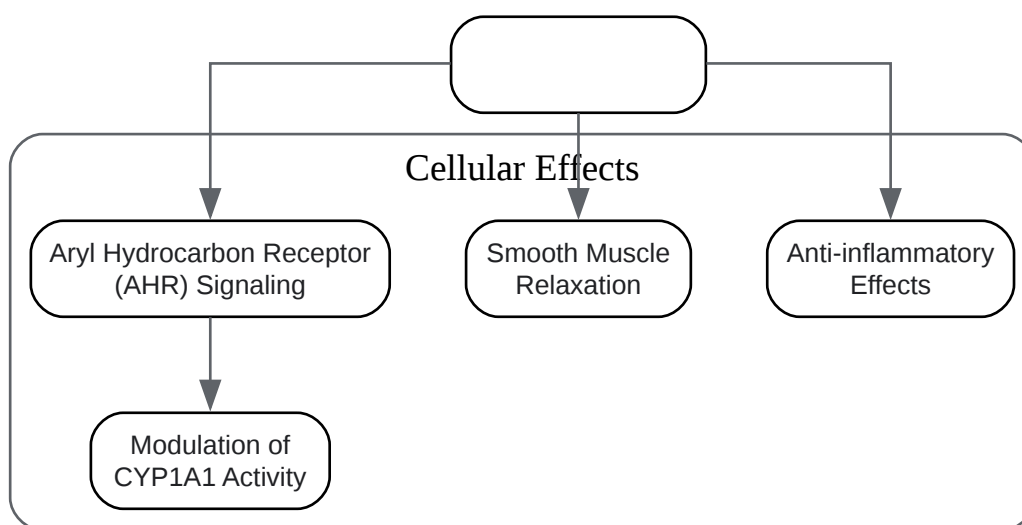 Cellular Effects
Aryl Hydrocarbon Receptor
(AHR) Signaling
Smooth Muscle
Relaxation
Anti-inflammatory
Effects
Modulation of
CYP1A1 Activity